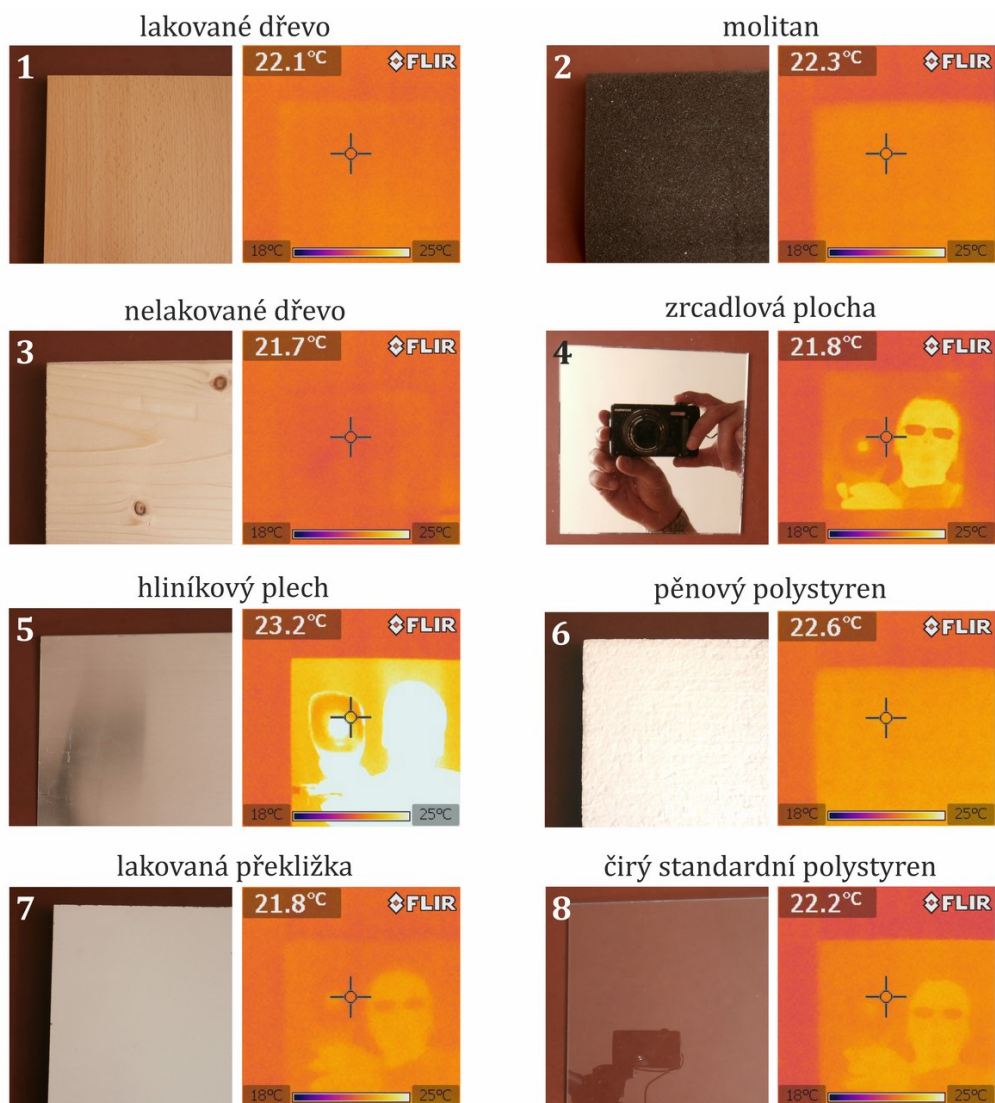 lakované dřevo
1
22.1°C
FLIR
18°C
25°C
molitan
2
22.3°C
FLIR
18°C
25°C
nelakované dřevo
3
21.7°C
FLIR
18°C
25°C
zrcadlová plocha
4
21.8°C
FLIR
18°C
25°C
hliníkový plech
5
23.2°C
FLIR
18°C
25°C
pěnový polystyren
6
22.6°C
FLIR
18°C
25°C
lakovaná překližka
7
21.8°C
FLIR
18°C
25°C
čirý standardní polystyren
8
22.2°C
FLIR
18°C
25°C